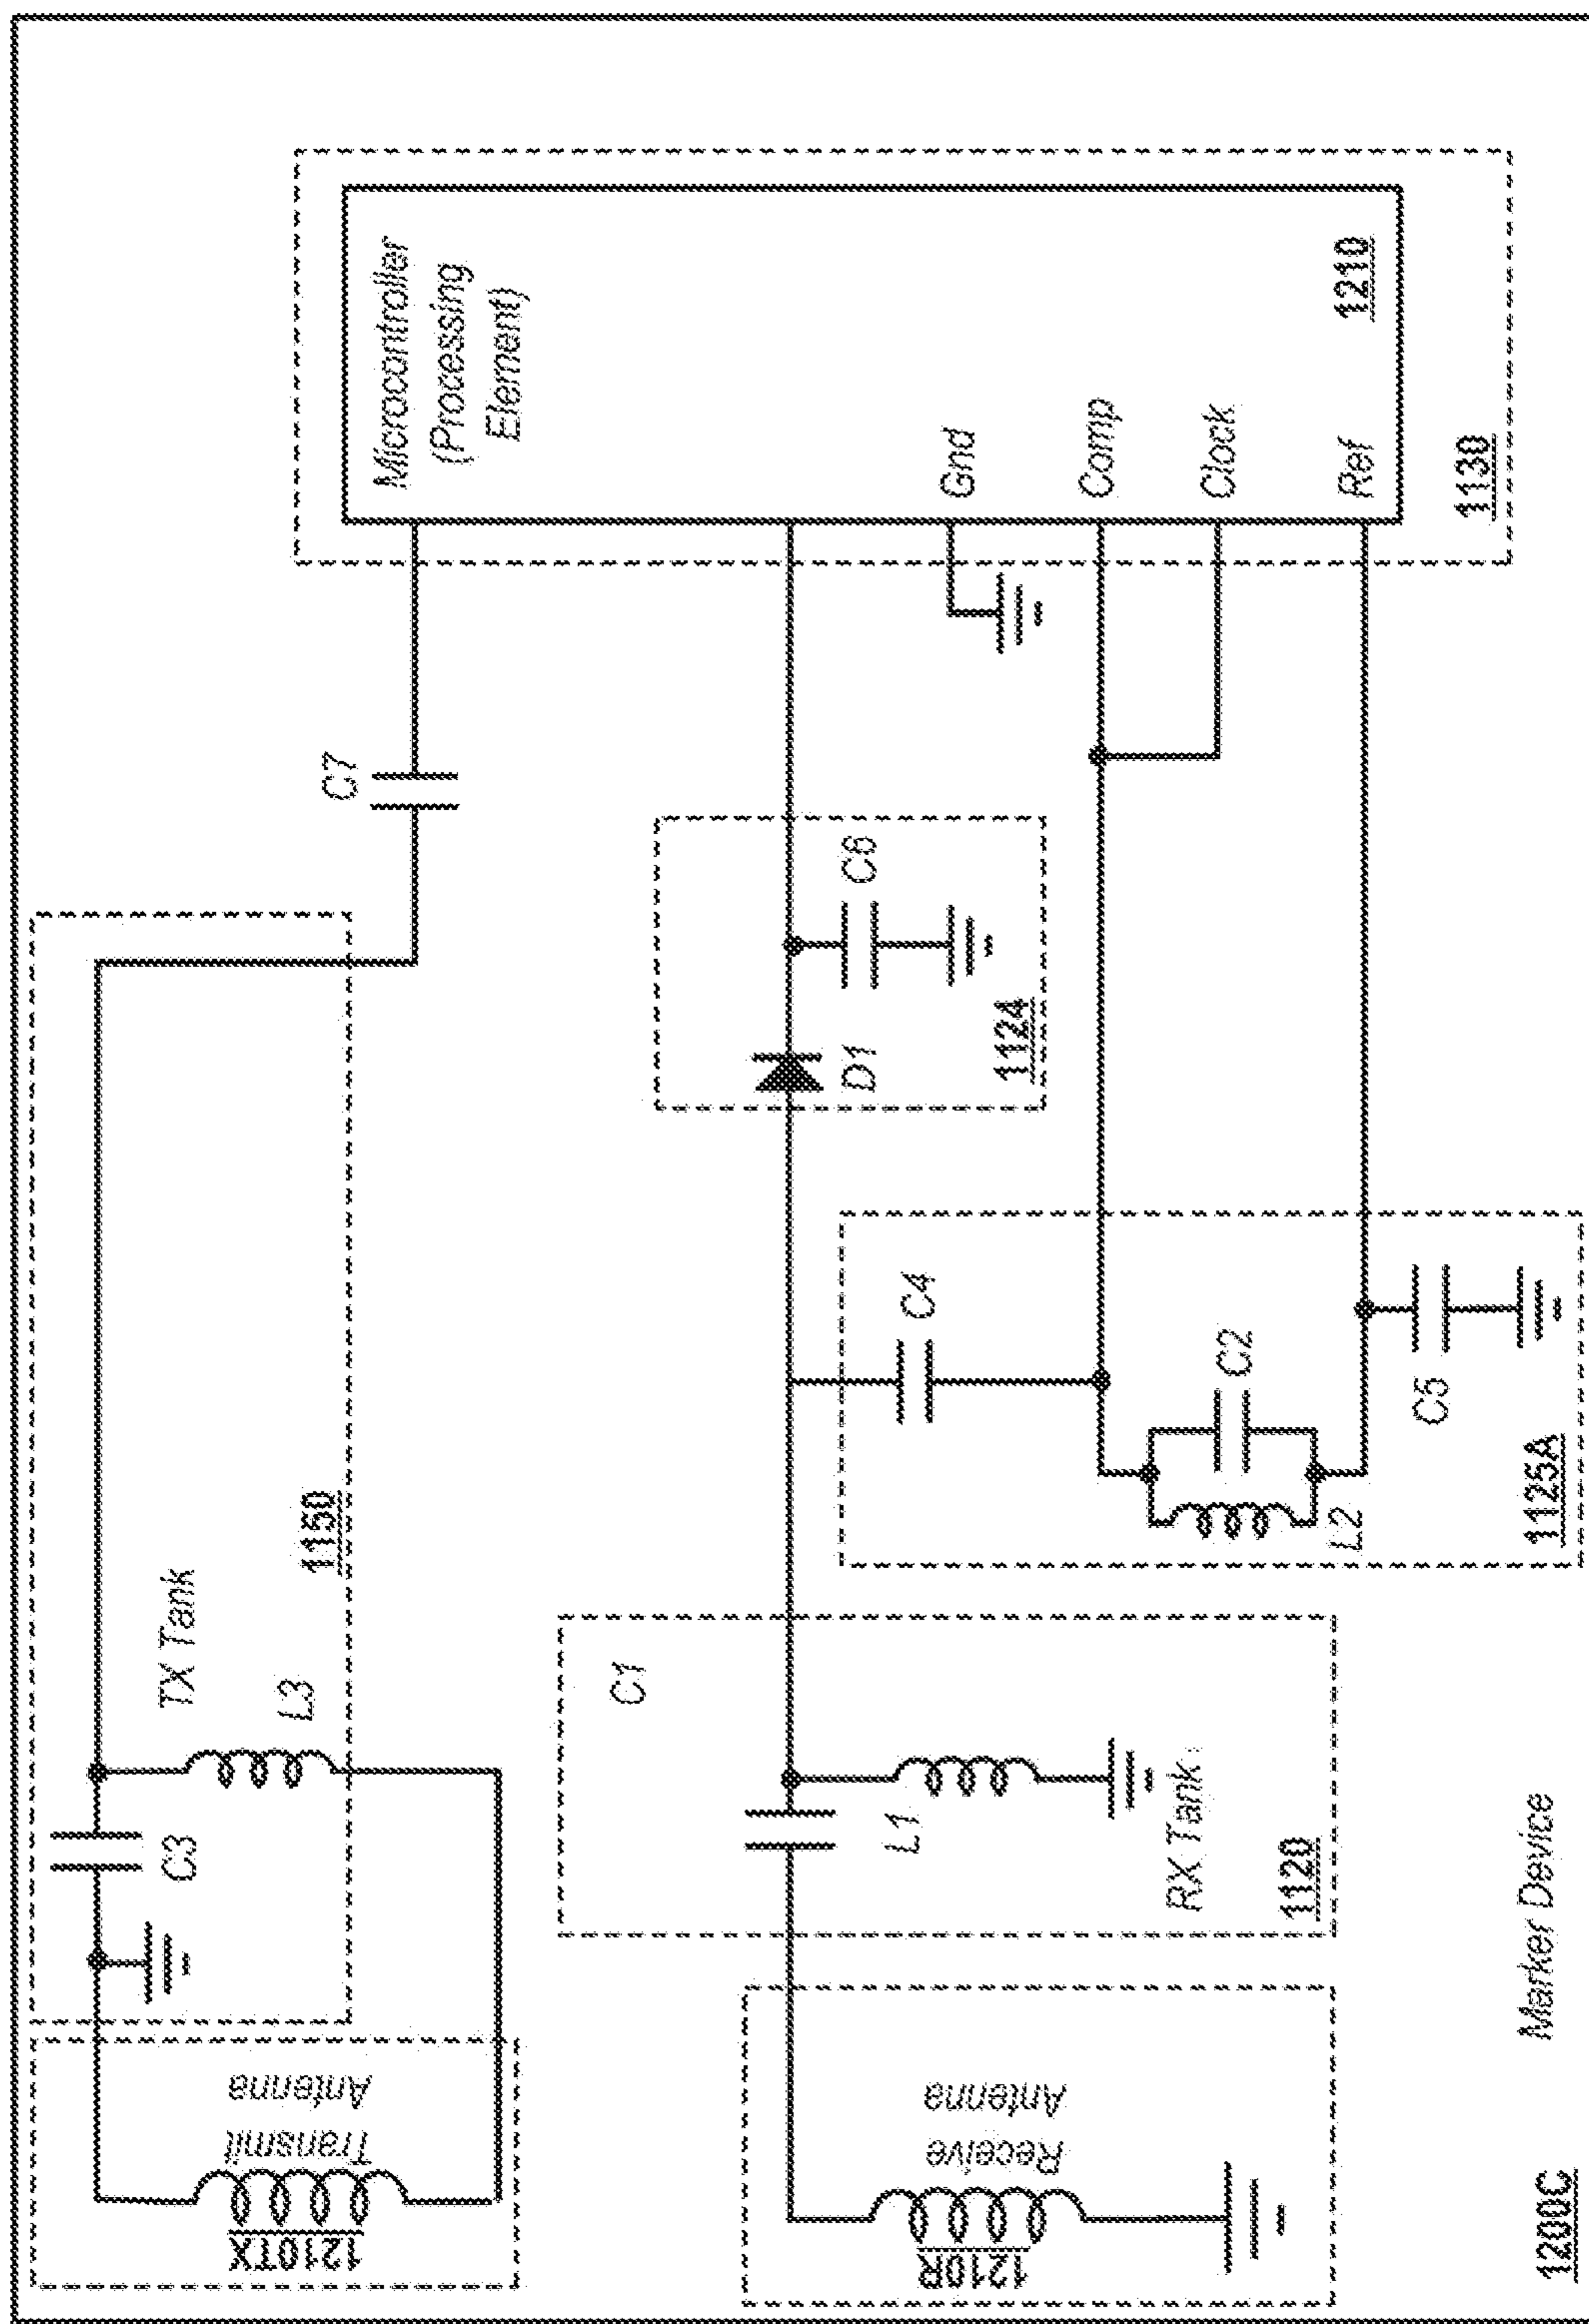 1210TX
Transmit
Antenna
C3
TX Tank
L3
1150
C7
Microcontroller
(Processing
Element)
Gnd
Comp
Clock
Ref
1210
1130
1210R
Receive
Antenna
C1
L1
RX Tank
1120
D1
C6
1124
C4
C2
L2
C5
1125A
1200C
Marker Device